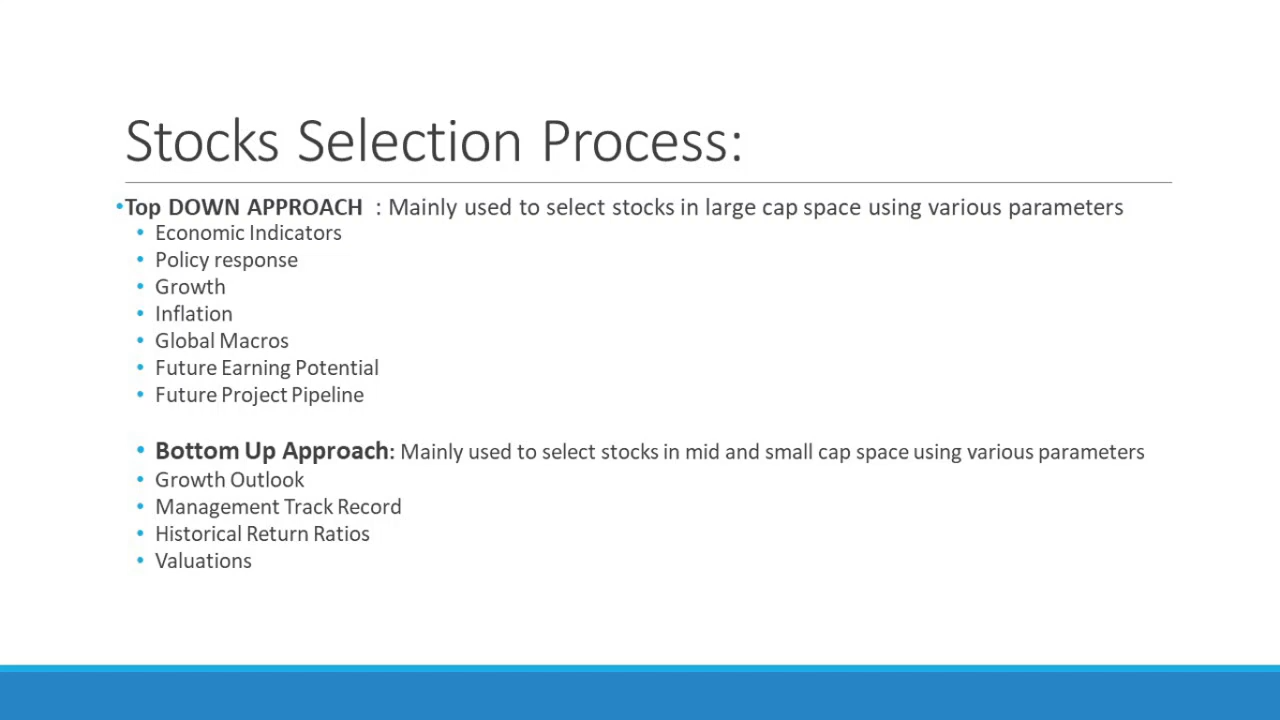 Stocks Selection Process:
•Top DOWN APPROACH : Mainly used to select stocks in large cap space using various parameters
• Economic Indicators
• Policy response
• Growth
• Inflation
• Global Macros
• Future Earning Potential
• Future Project Pipeline
• Bottom Up Approach: Mainly used to select stocks in mid and small cap space using various parameters
• Growth Outlook
• Management Track Record
• Historical Return Ratios
• Valuations